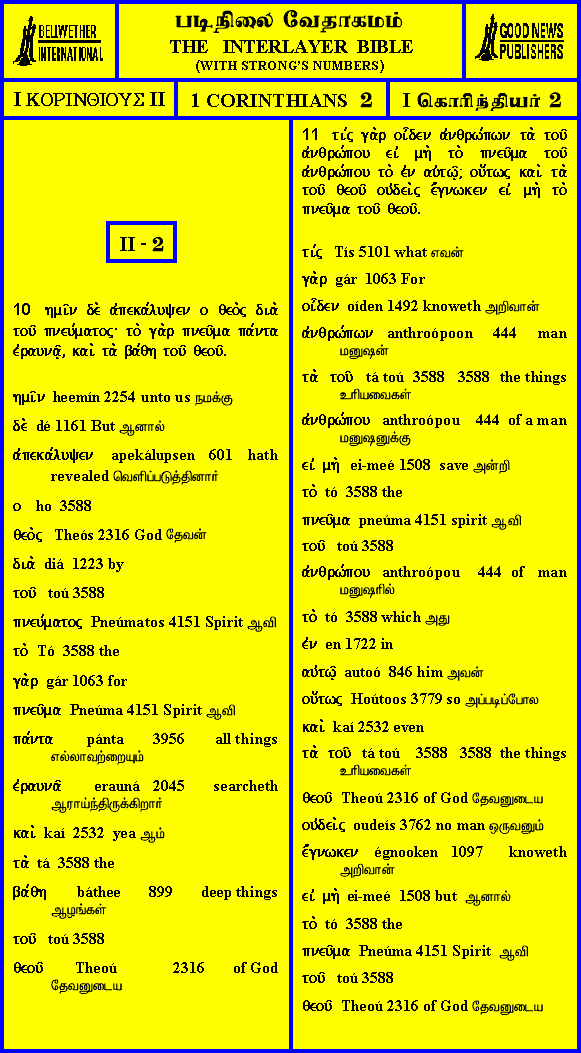 BELLWETHER
INTERNATIONAL
படிநிலை வேதாகமம்
THE INTERLAYER BIBLE
(WITH STRONG'S NUMBERS)
GOOD NEWS
PUBLISHERS
I ΚΟΡΙΝΘΙΟΥΣ II
1 CORINTHIANS 2
I கொரிந்தியர் 2
II - 2
10 ημῖν δὲ ἀπεκάλυψεν ο θεὸς διὰ
τοῦ πνεύματος· τὸ γὰρ πνεῦμα πάντα
ἐραυνᾷ, καὶ τὰ βάθη τοῦ θεοῦ.
ημῖν heemín 2254 unto us நமக்கு
δὲ dé 1161 But ஆனால்
ἀπεκάλυψεν apekálupsen 601 hath
revealed வெளிப்படுத்தினார்
ο ho 3588
θεὸς Theós 2316 God தேவன்
διὰ diá 1223 by
τοῦ toú 3588
πνεύματος Pneúmatos 4151 Spirit ஆவி
τὸ Tó 3588 the
γὰρ gár 1063 for
πνεῦμα Pneúma 4151 Spirit ஆவி
πάντα pánta 3956 all things
எல்லாவற்றையும்
ἐραυνᾷ erauná 2045 searcheth
ஆராய்ந்திருக்கிறார்
καὶ kaí 2532 yea ஆம்
τὰ tá 3588 the
βάθη báthee 899 deep things
ஆழங்கள்
τοῦ toú 3588
θεοῦ Theoú 2316 of God
தேவனுடைய
11 τίς γὰρ οἶδεν ἀνθρώπων τὰ τοῦ
ἀνθρώπου εἰ μὴ τὸ πνεῦμα τοῦ
ἀνθρώπου τὸ ἐν αὐτῷ; οὕτως καὶ τὰ
τοῦ θεοῦ οὐδεὶς ἔγνωκεν εἰ μὴ τὸ
πνεῦμα τοῦ θεοῦ.
τίς Tís 5101 what எவன்
γὰρ gár 1063 For
οἶδεν oíden 1492 knoweth அறிவான்
ἀνθρώπων anthroópoon 444 man
மனுஷன்
τὰ τοῦ tá toú 3588 3588 the things
உரியவைகள்
ἀνθρώπου anthroópou 444 of a man
மனுஷனுக்கு
εἰ μὴ ei-meé 1508 save அன்றி
τὸ tó 3588 the
πνεῦμα pneúma 4151 spirit ஆவி
τοῦ toú 3588
ἀνθρώπου anthroópou 444 of man
மனுஷரில்
τὸ tó 3588 which அது
ἐν en 1722 in
αὐτῷ autoó 846 him அவன்
οὕτως Hoútoos 3779 so அப்படிப்போல
καὶ kaí 2532 even
τὰ τοῦ tá toú 3588 3588 the things
உரியவைகள்
θεοῦ Theoú 2316 of God தேவனுடைய
οὐδεὶς oudeís 3762 no man ஒருவனும்
ἔγνωκεν égnooken 1097 knoweth
அறிவான்
εἰ μὴ ei-meé 1508 but ஆனால்
τὸ tó 3588 the
πνεῦμα Pneúma 4151 Spirit ஆவி
τοῦ toú 3588
θεοῦ Theoú 2316 of God தேவனுடைய